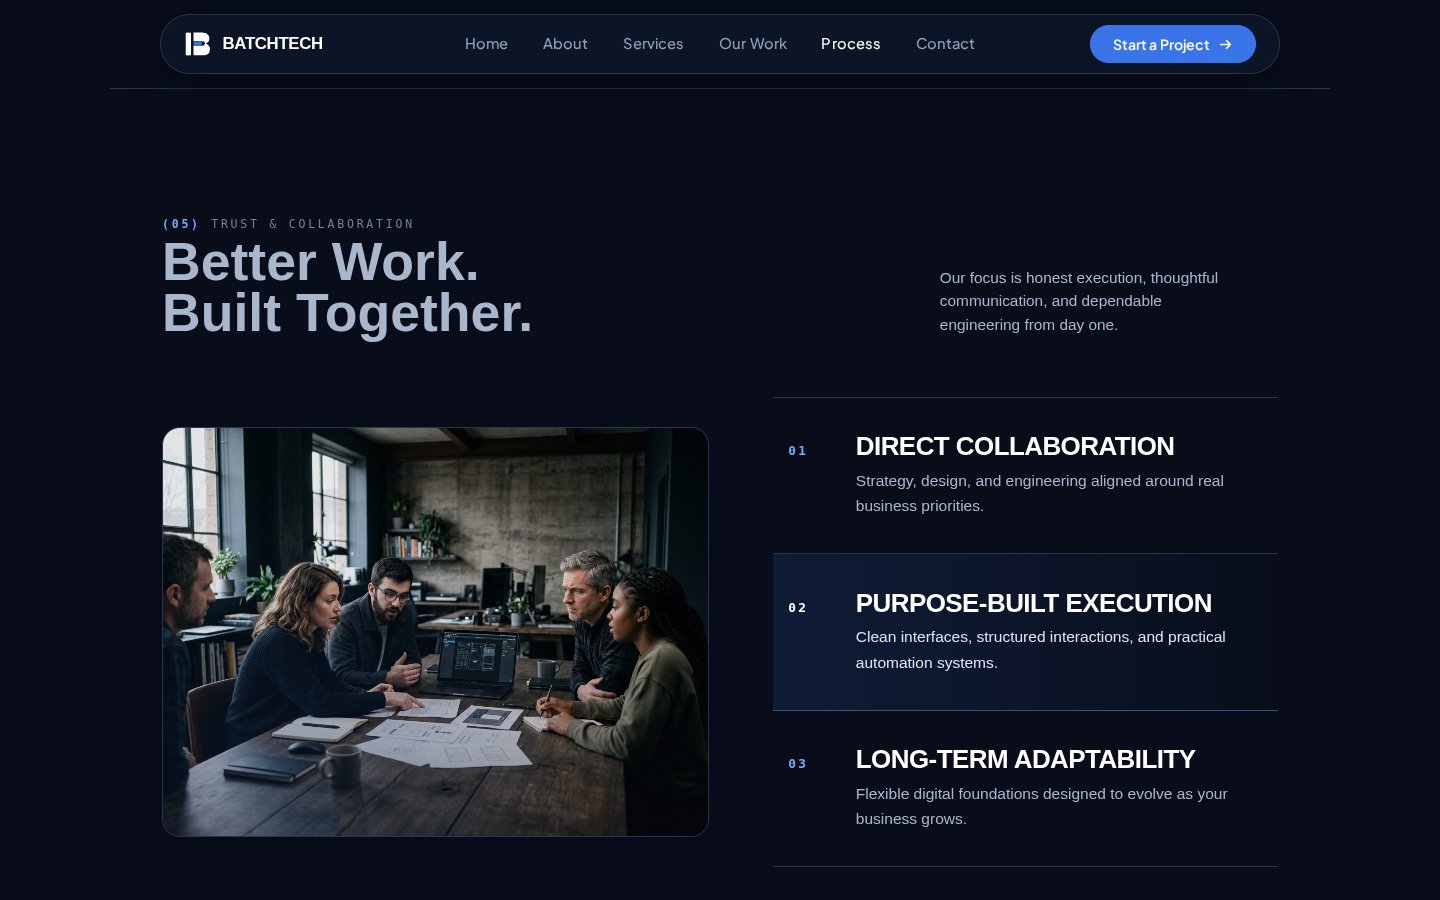 BATCHTECH
Home
About
Services
Our Work
Process
Contact
Start a Project
(05) TRUST & COLLABORATION
Better Work.
Built Together.
Our focus is honest execution, thoughtful
communication, and dependable
engineering from day one.
01
DIRECT COLLABORATION
Strategy, design, and engineering aligned around real
business priorities.
02
PURPOSE-BUILT EXECUTION
Clean interfaces, structured interactions, and practical
automation systems.
03
LONG-TERM ADAPTABILITY
Flexible digital foundations designed to evolve as your
business grows.